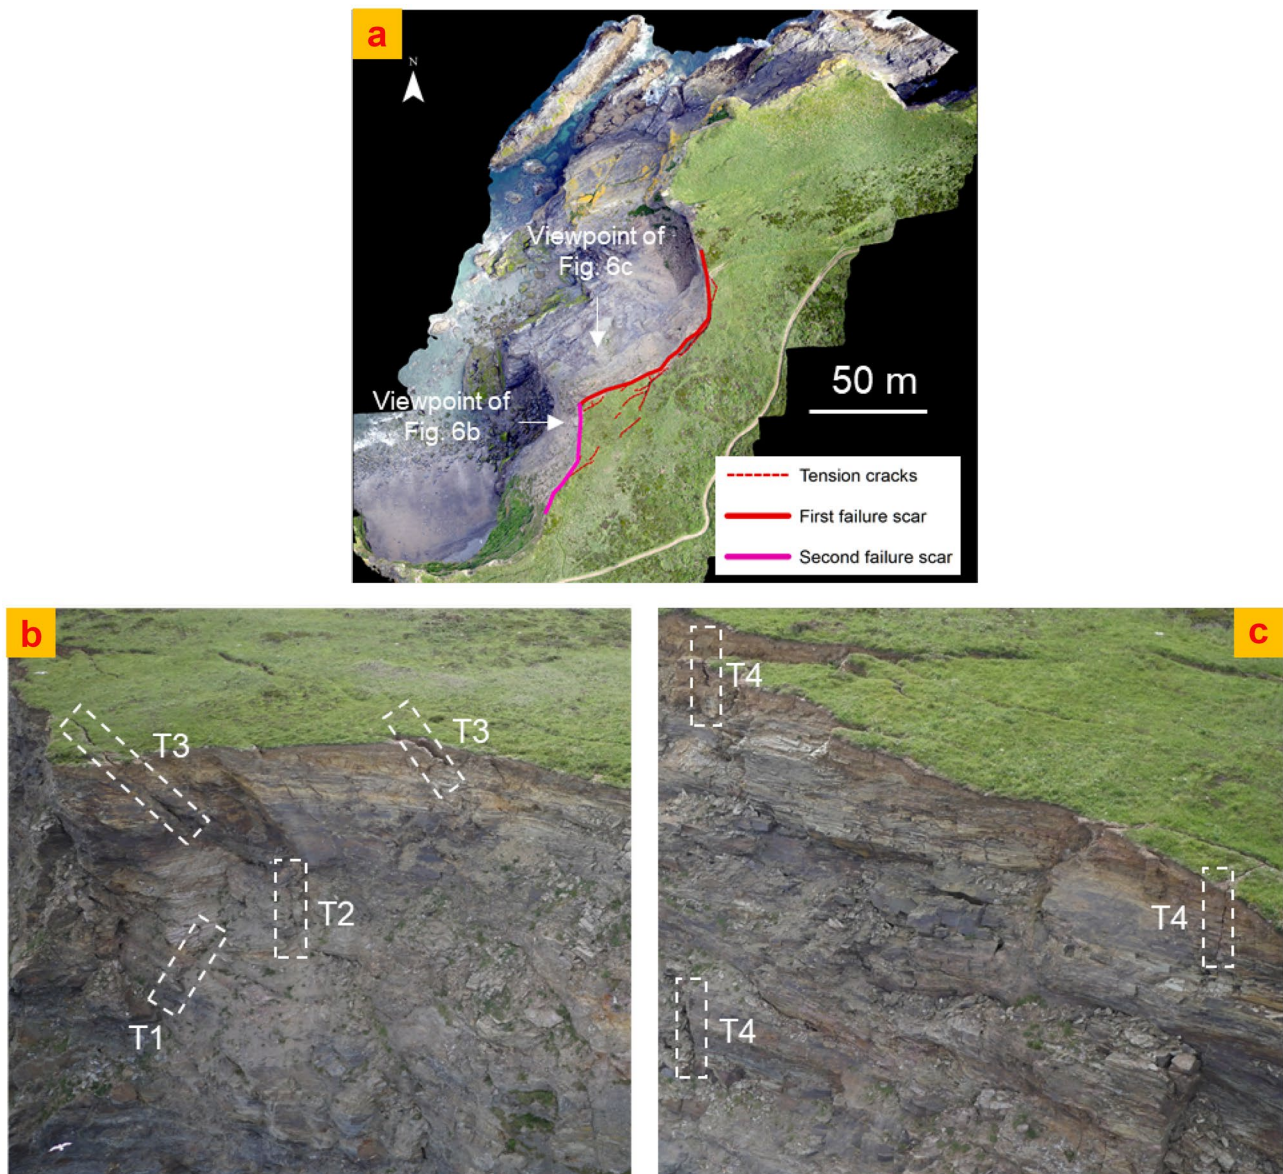 a
N
Viewpoint of
Fig. 6c
Viewpoint of
Fig. 6b
50 m
Tension cracks
First failure scar
Second failure scar
b
T3
T3
T2
T1
c
T4
T4
T4